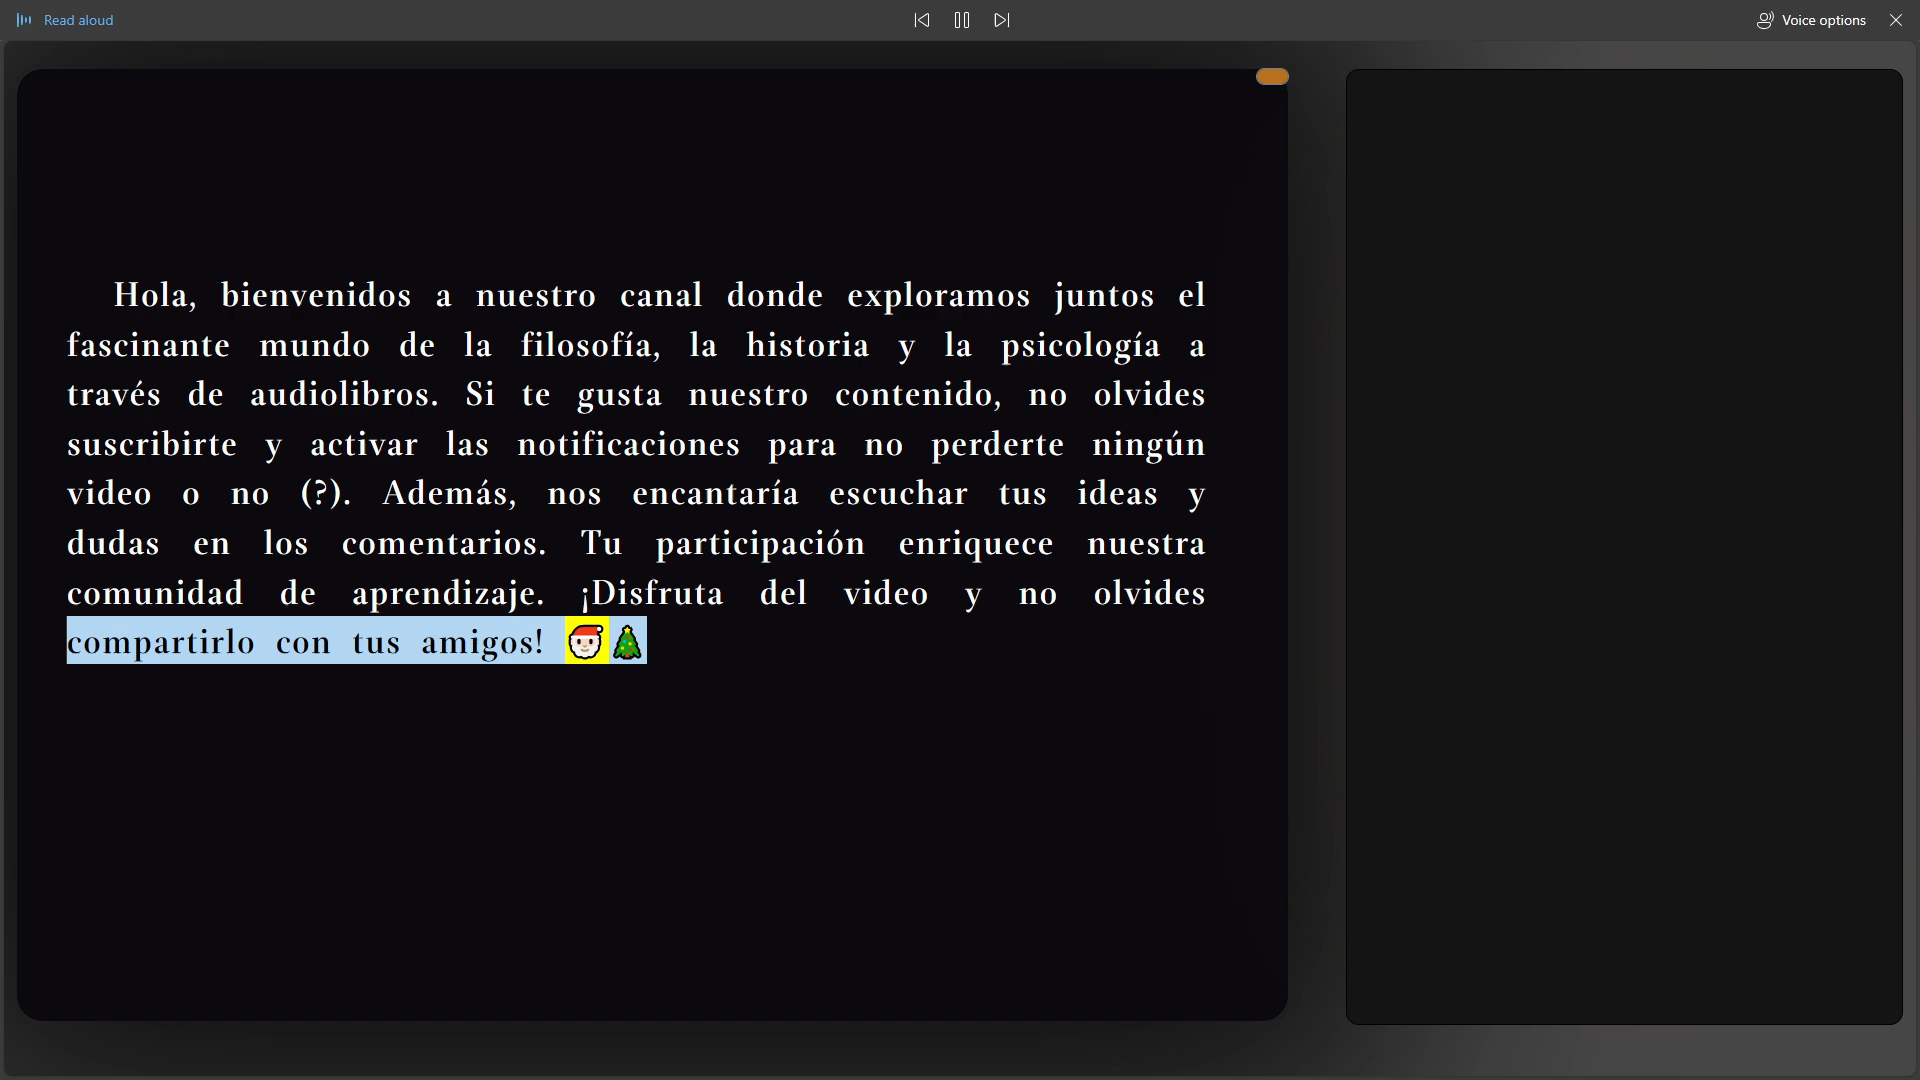 Read aloud
Voice options
Hola, bienvenidos a nuestro canal donde exploramos juntos el
fascinante mundo de la filosofía, la historia y la psicología a
través de audiolibros. Si te gusta nuestro contenido, no olvides
suscribirte y activar las notificaciones para no perderte ningún
video o no (?). Además, nos encantaría escuchar tus ideas y
dudas en los comentarios. Tu participación enriquece nuestra
comunidad de aprendizaje. ¡Disfruta del video y no olvides
compartirlo con tus amigos! 🎅🎄